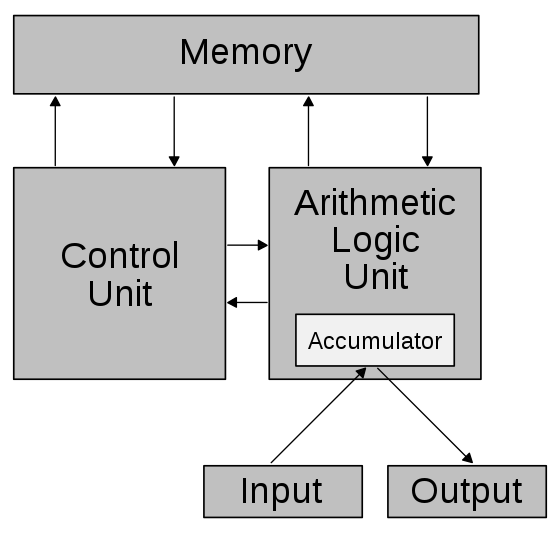 Memory
Control
Unit
Arithmetic
Logic
Unit
Accumulator
Input
Output